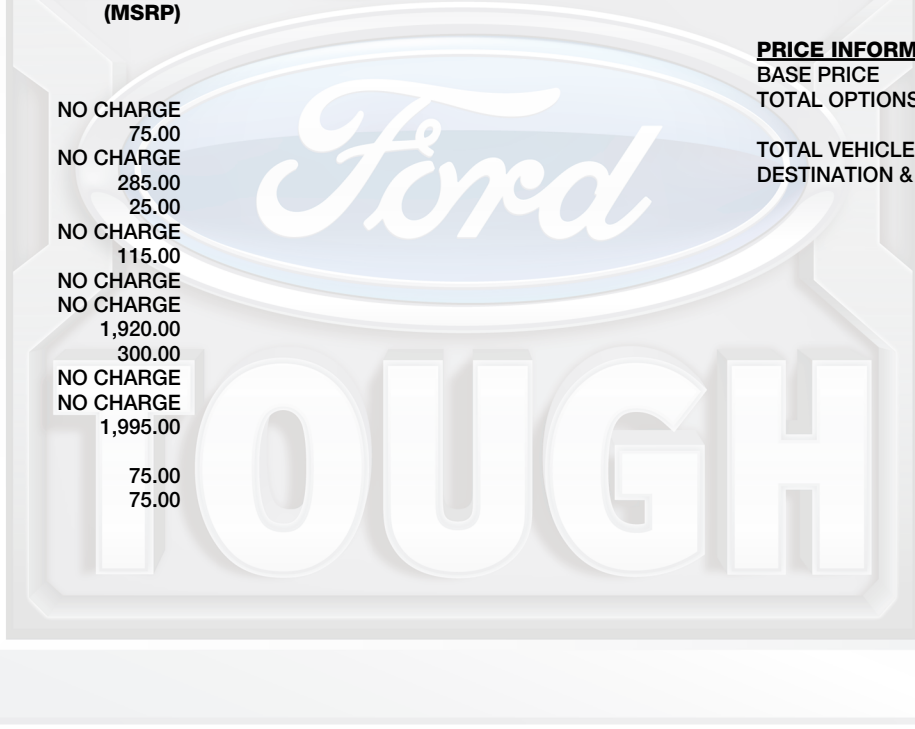 (MSRP)
NO CHARGE
75.00
NO CHARGE
285.00
25.00
NO CHARGE
115.00
NO CHARGE
NO CHARGE
1,920.00
300.00
NO CHARGE
NO CHARGE
1,995.00
75.00
75.00
PRICE INFORM
BASE PRICE
TOTAL OPTIONS
TOTAL VEHICLE
DESTINATION &
Ford
TOUGH